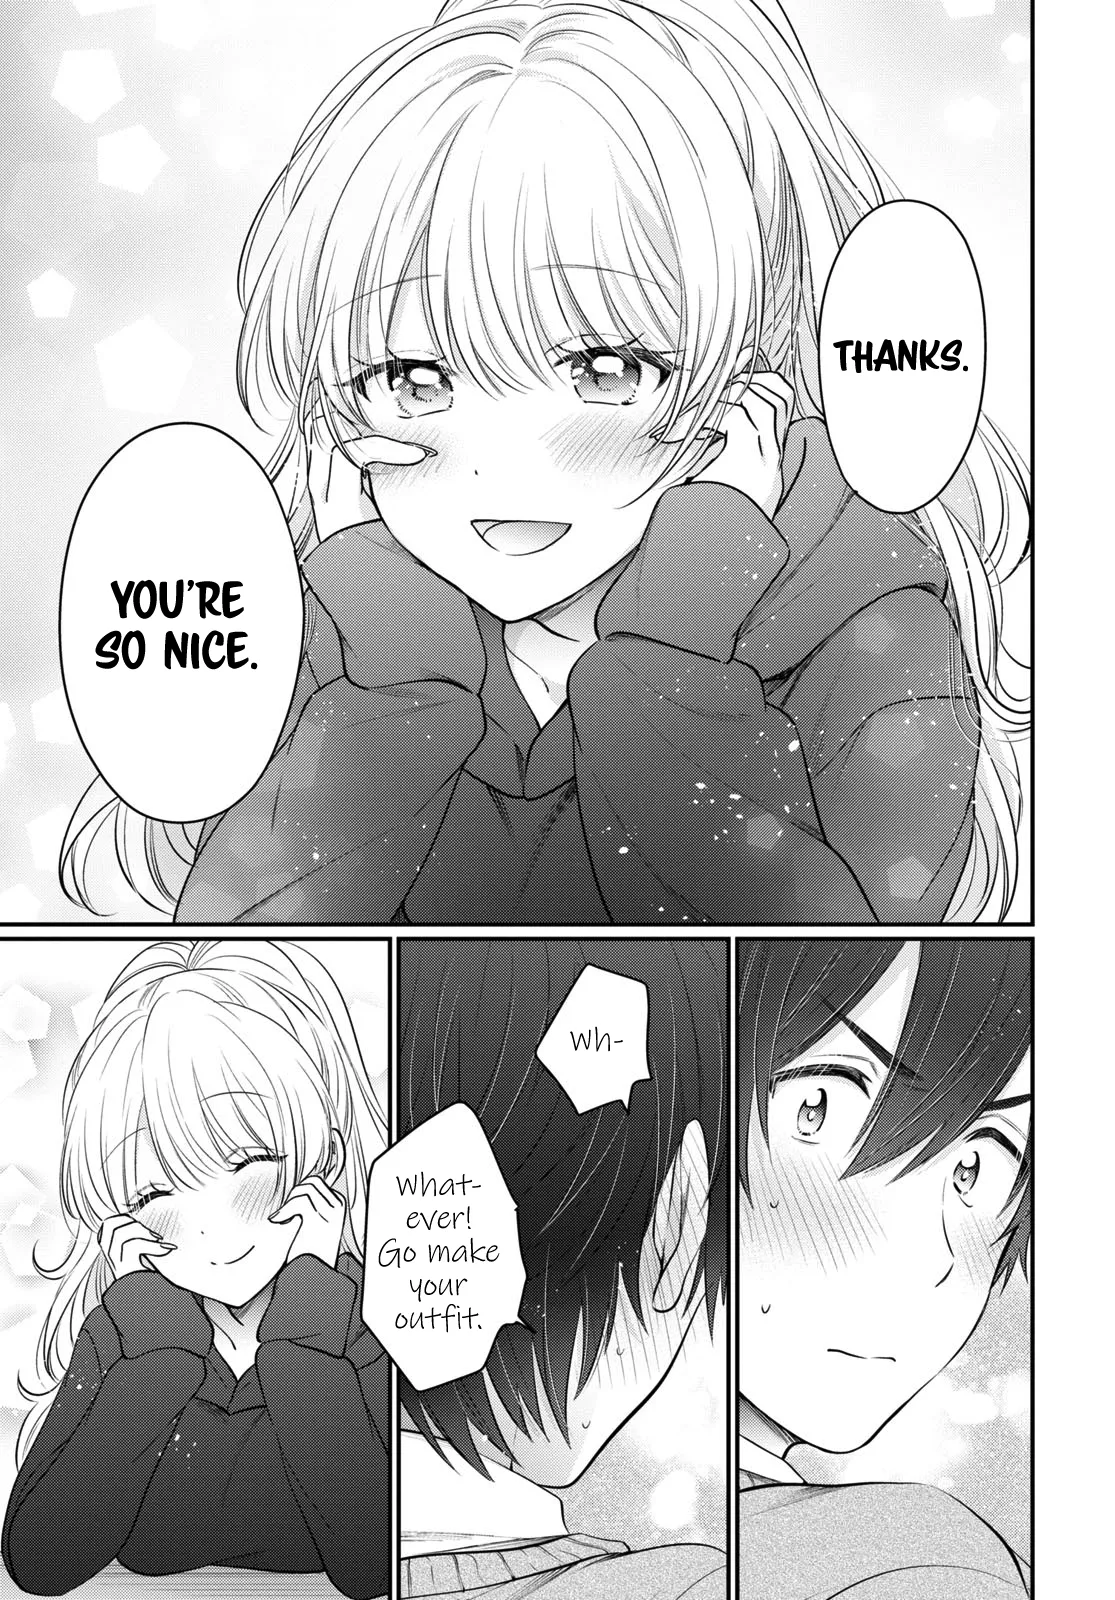 THANKS.
YOU'RE
SO NICE.
Wh-
What-
ever!
Go make
your
outfit.